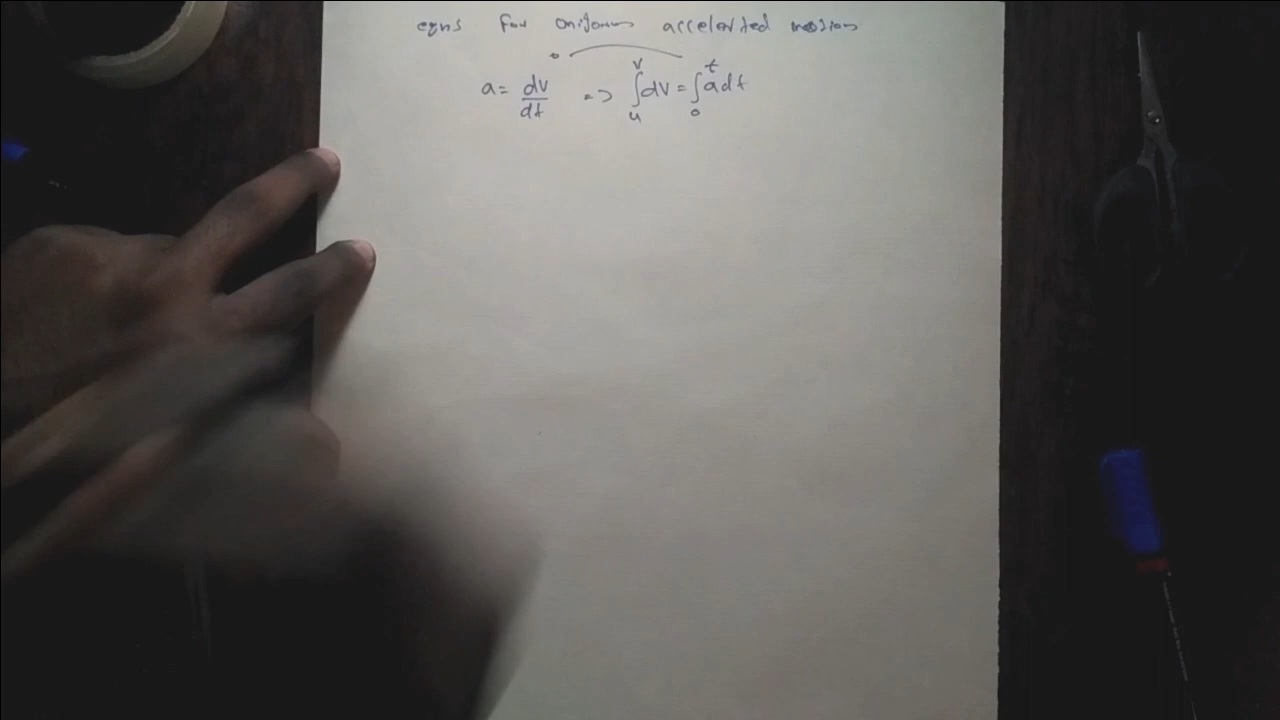 eqns for uniform accelerated motion
a = dv/dt => ∫_u^v dv = ∫_0^t a dt